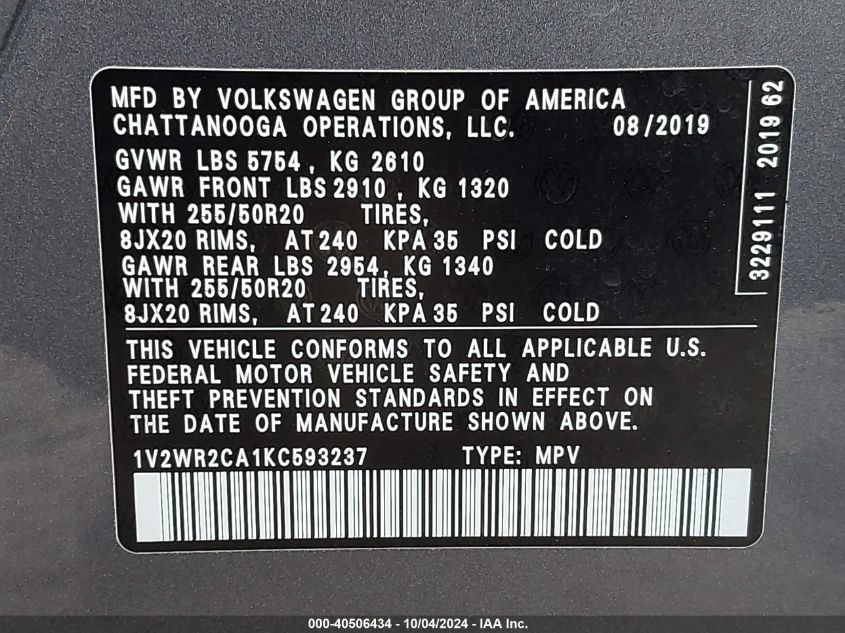 MFD BY VOLKSWAGEN GROUP OF AMERICA
CHATTANOOGA OPERATIONS, LLC. 08/2019
GVWR LBS 5754 , KG 2610
GAWR FRONT LBS 2910 , KG 1320
WITH 255/50R20 TIRES,
8JX20 RIMS, AT 240 KPA 35 PSI COLD
GAWR REAR LBS 2954, KG 1340
WITH 255/50R20 TIRES,
8JX20 RIMS, AT 240 KPA 35 PSI COLD
THIS VEHICLE CONFORMS TO ALL APPLICABLE U.S.
FEDERAL MOTOR VEHICLE SAFETY AND
THEFT PREVENTION STANDARDS IN EFFECT ON
THE DATE OF MANUFACTURE SHOWN ABOVE.
1V2WR2CA1KC593237 TYPE: MPV
3229111 2019 62
000-40506434 - 10/04/2024 - IAA Inc.